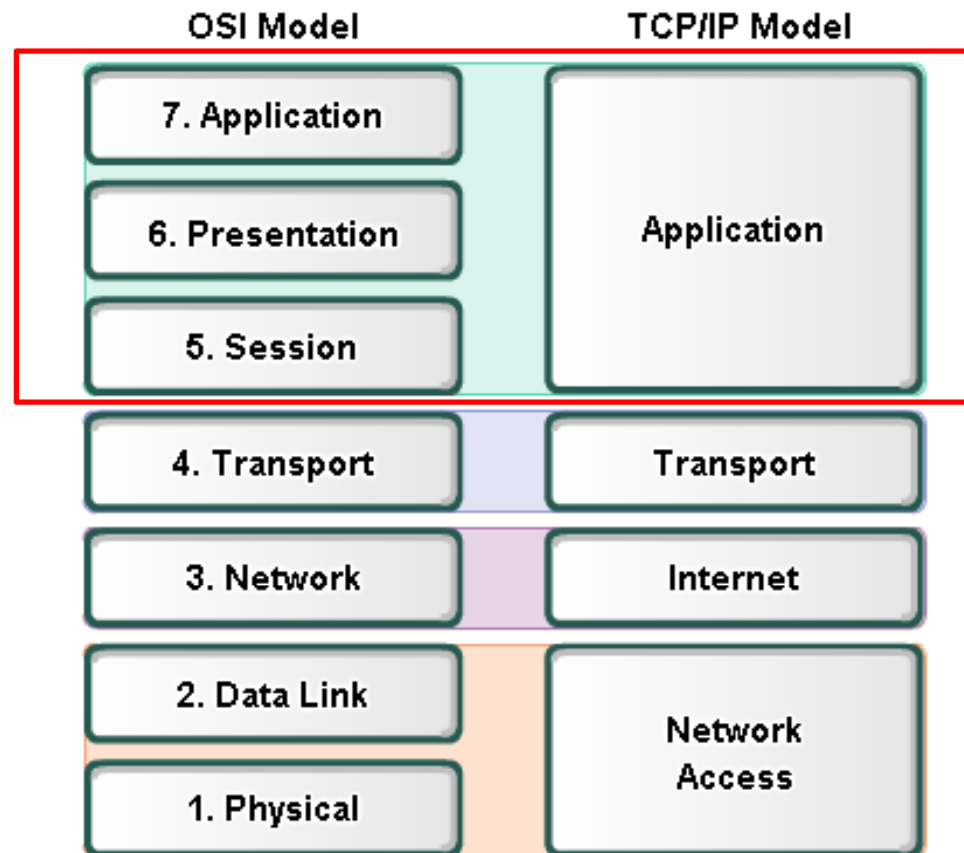 OSI Model
TCP/IP Model
7. Application
6. Presentation
5. Session
Application
4. Transport
Transport
3. Network
Internet
2. Data Link
1. Physical
Network
Access